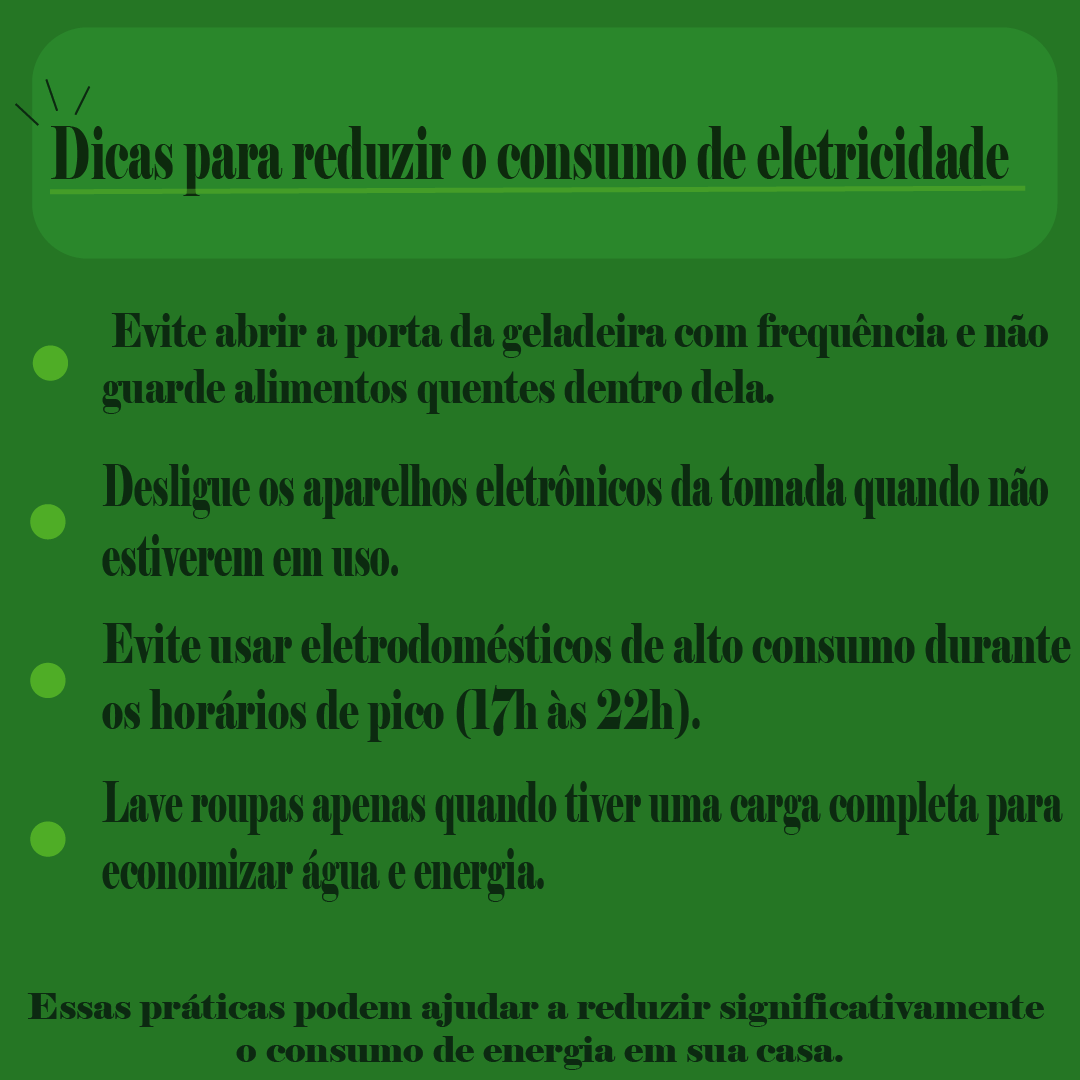 Dicas para reduzir o consumo de eletricidade
Evite abrir a porta da geladeira com frequência e não
guarde alimentos quentes dentro dela.
Desligue os aparelhos eletrônicos da tomada quando não
estiverem em uso.
Evite usar eletrodomésticos de alto consumo durante
os horários de pico (17h às 22h).
Lave roupas apenas quando tiver uma carga completa para
economizar água e energia.
Essas práticas podem ajudar a reduzir significativamente
o consumo de energia em sua casa.